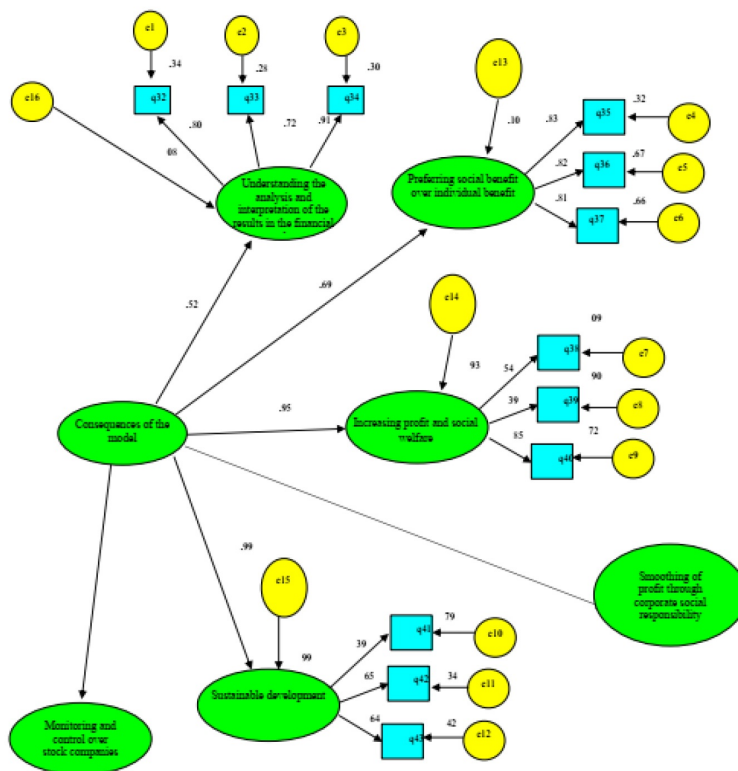 e1
e2
e3
e13
.34
.28
.30
e16
q32
q33
q34
.10
.83
q35
.32
e4
.80
.72
.91
08
.82
q36
.67
e5
Understanding the
analysis and
interpretation of the
results in the financial
Preferring social benefit
over individual benefit
.81
q37
.66
e6
.52
.69
e14
09
93
54
q38
e7
90
.95
39
q39
e8
Consequences of the
model
Increasing profit and social
welfare
85
72
q40
e9
.99
e15
Smoothing of
profit through
corporate social
responsibility
99
39
q41
79
e10
Sustainable development
65
q42
34
e11
64
q43
42
e12
Monitoring and
control over
stock companies